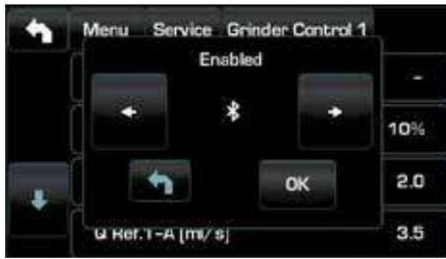 Menu Service Grinder Control 1
Enabled
-
10%
OK
2.0
Q Ref.1-A [ml/s]
3.5